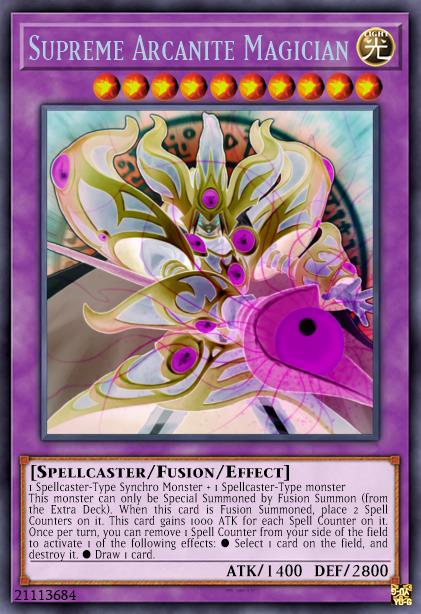 SUPREME ARCANITE MAGICIAN
LIGHT
光
[SPELLCASTER/FUSION/EFFECT]
1 Spellcaster-Type Synchro Monster + 1 Spellcaster-Type monster
This monster can only be Special Summoned by Fusion Summon (from
the Extra Deck). When this card is Fusion Summoned, place 2 Spell
Counters on it. This card gains 1000 ATK for each Spell Counter on it.
Once per turn, you can remove 1 Spell Counter from your side of the field
to activate 1 of the following effects: ● Select 1 card on the field, and
destroy it. ● Draw 1 card.
ATK/1400 DEF/2800
21113684